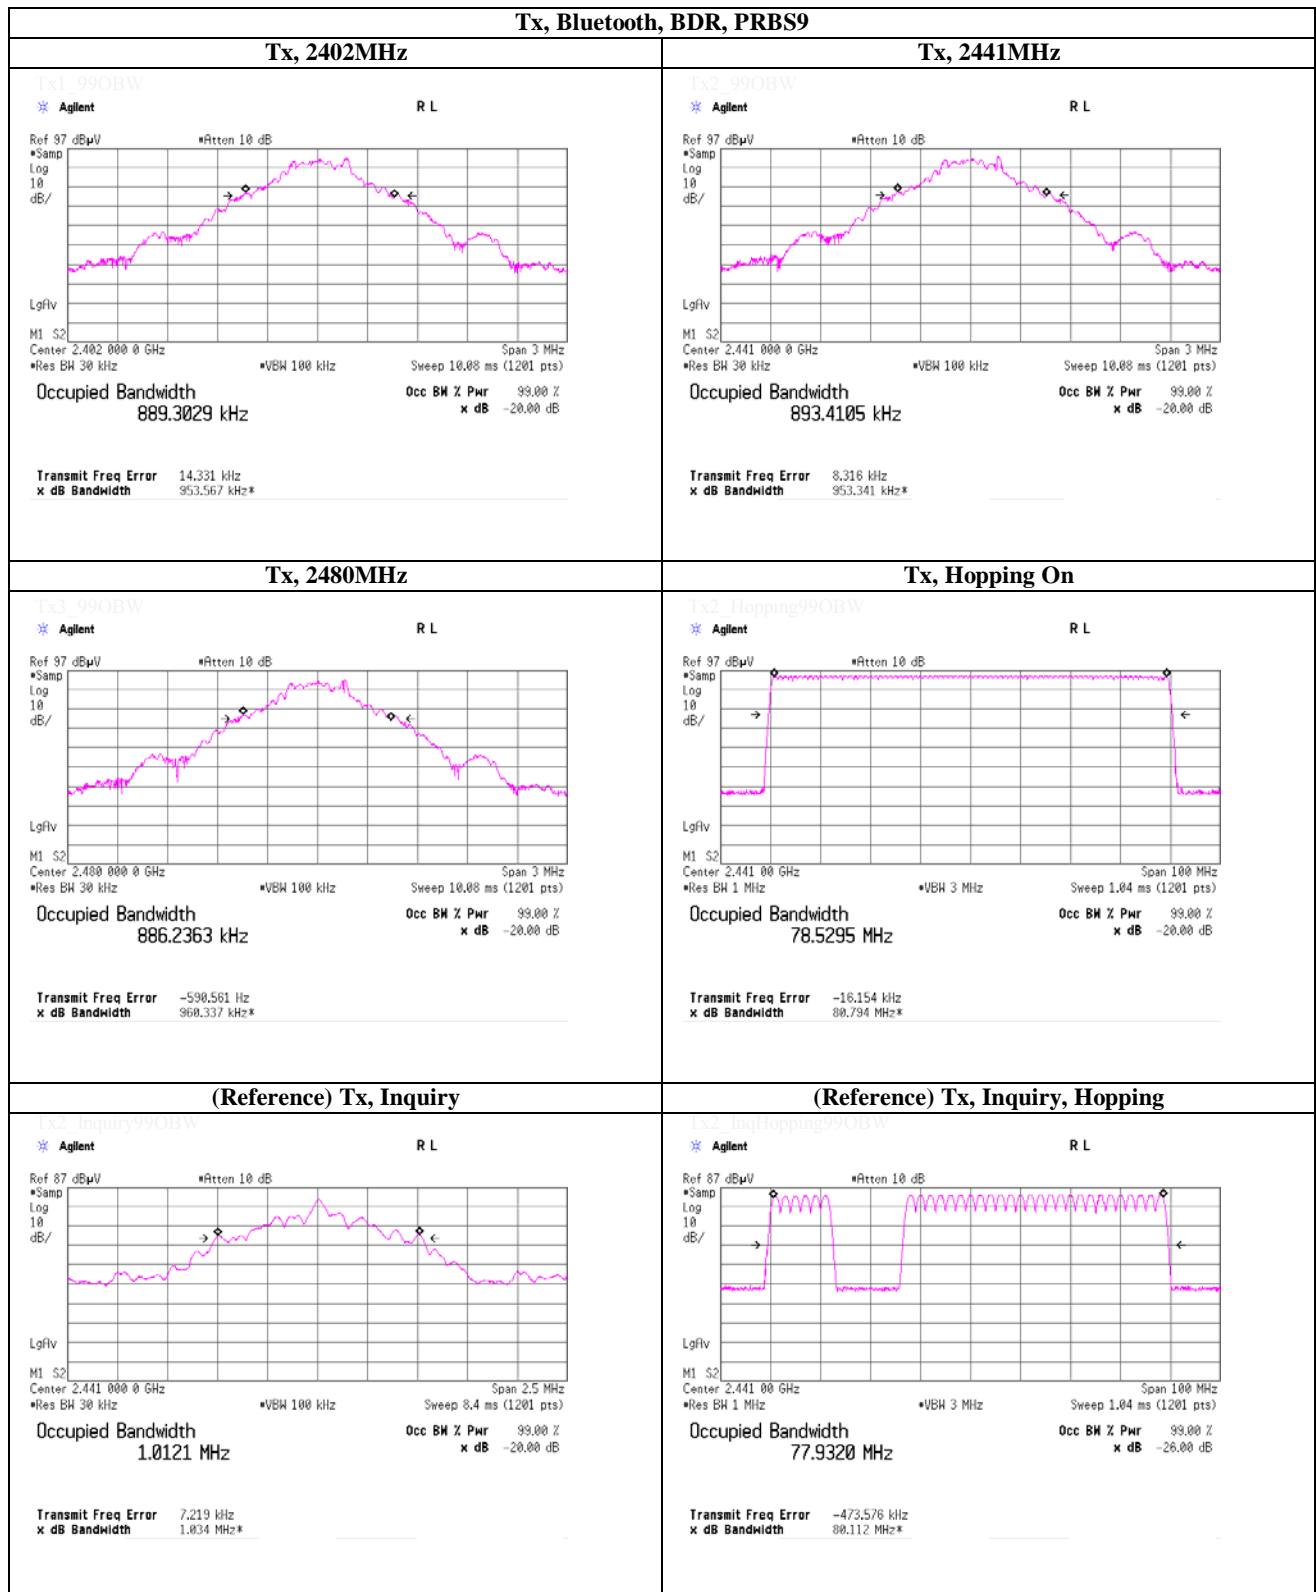 Tx, Bluetooth, BDR, PRBS9
Tx, 2402MHz
Tx1_99OBW
Agilent R L
Ref 97 dBµV #Atten 10 dB
#Samp
Log
10
dB/
LgAv
M1 S2
Center 2.402 000 0 GHz Span 3 MHz
#Res BW 30 kHz #VBW 100 kHz Sweep 10.08 ms (1201 pts)
Occupied Bandwidth Occ BW % Pwr 99.00 %
889.3029 kHz x dB -20.00 dB
Transmit Freq Error 14.331 kHz
x dB Bandwidth 953.567 kHz*
Tx, 2441MHz
Tx2_99OBW
Agilent R L
Ref 97 dBµV #Atten 10 dB
#Samp
Log
10
dB/
LgAv
M1 S2
Center 2.441 000 0 GHz Span 3 MHz
#Res BW 30 kHz #VBW 100 kHz Sweep 10.08 ms (1201 pts)
Occupied Bandwidth Occ BW % Pwr 99.00 %
893.4105 kHz x dB -20.00 dB
Transmit Freq Error 8.316 kHz
x dB Bandwidth 953.341 kHz*
Tx, 2480MHz
Tx3_99OBW
Agilent R L
Ref 97 dBµV #Atten 10 dB
#Samp
Log
10
dB/
LgAv
M1 S2
Center 2.480 000 0 GHz Span 3 MHz
#Res BW 30 kHz #VBW 100 kHz Sweep 10.08 ms (1201 pts)
Occupied Bandwidth Occ BW % Pwr 99.00 %
886.2363 kHz x dB -20.00 dB
Transmit Freq Error -590.561 Hz
x dB Bandwidth 960.337 kHz*
Tx, Hopping On
Tx2_Hopping99OBW
Agilent R L
Ref 97 dBµV #Atten 10 dB
#Samp
Log
10
dB/
LgAv
M1 S2
Center 2.441 00 GHz Span 100 MHz
#Res BW 1 MHz #VBW 3 MHz Sweep 1.04 ms (1201 pts)
Occupied Bandwidth Occ BW % Pwr 99.00 %
78.5295 MHz x dB -20.00 dB
Transmit Freq Error -16.154 kHz
x dB Bandwidth 80.794 MHz*
(Reference) Tx, Inquiry
Tx2_Inquiry99OBW
Agilent R L
Ref 87 dBµV #Atten 10 dB
#Samp
Log
10
dB/
LgAv
M1 S2
Center 2.441 000 0 GHz Span 2.5 MHz
#Res BW 30 kHz #VBW 100 kHz Sweep 8.4 ms (1201 pts)
Occupied Bandwidth Occ BW % Pwr 99.00 %
1.0121 MHz x dB -20.00 dB
Transmit Freq Error 7.219 kHz
x dB Bandwidth 1.034 MHz*
(Reference) Tx, Inquiry, Hopping
Tx2_InqHopping99OBW
Agilent R L
Ref 87 dBµV #Atten 10 dB
#Samp
Log
10
dB/
LgAv
M1 S2
Center 2.441 00 GHz Span 100 MHz
#Res BW 1 MHz #VBW 3 MHz Sweep 1.04 ms (1201 pts)
Occupied Bandwidth Occ BW % Pwr 99.00 %
77.9320 MHz x dB -26.00 dB
Transmit Freq Error -473.576 kHz
x dB Bandwidth 80.112 MHz*